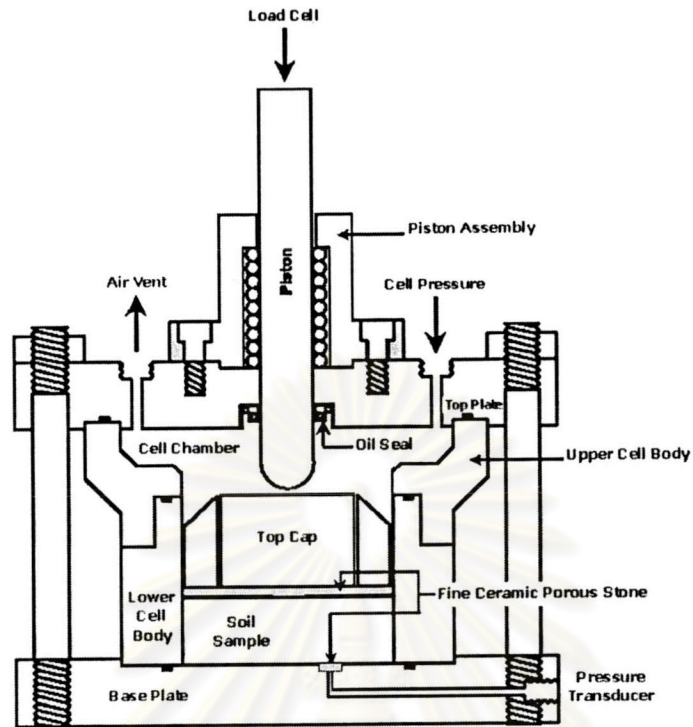 Load Cell
Piston Assembly
Piston
Air Vent
Cell Pressure
Top Plate
Cell Chamber
Oil Seal
Upper Cell Body
Top Cap
Lower
Cell
Body
Soil
Sample
Fine Ceramic Porous Stone
Base Plate
Pressure
Transducer